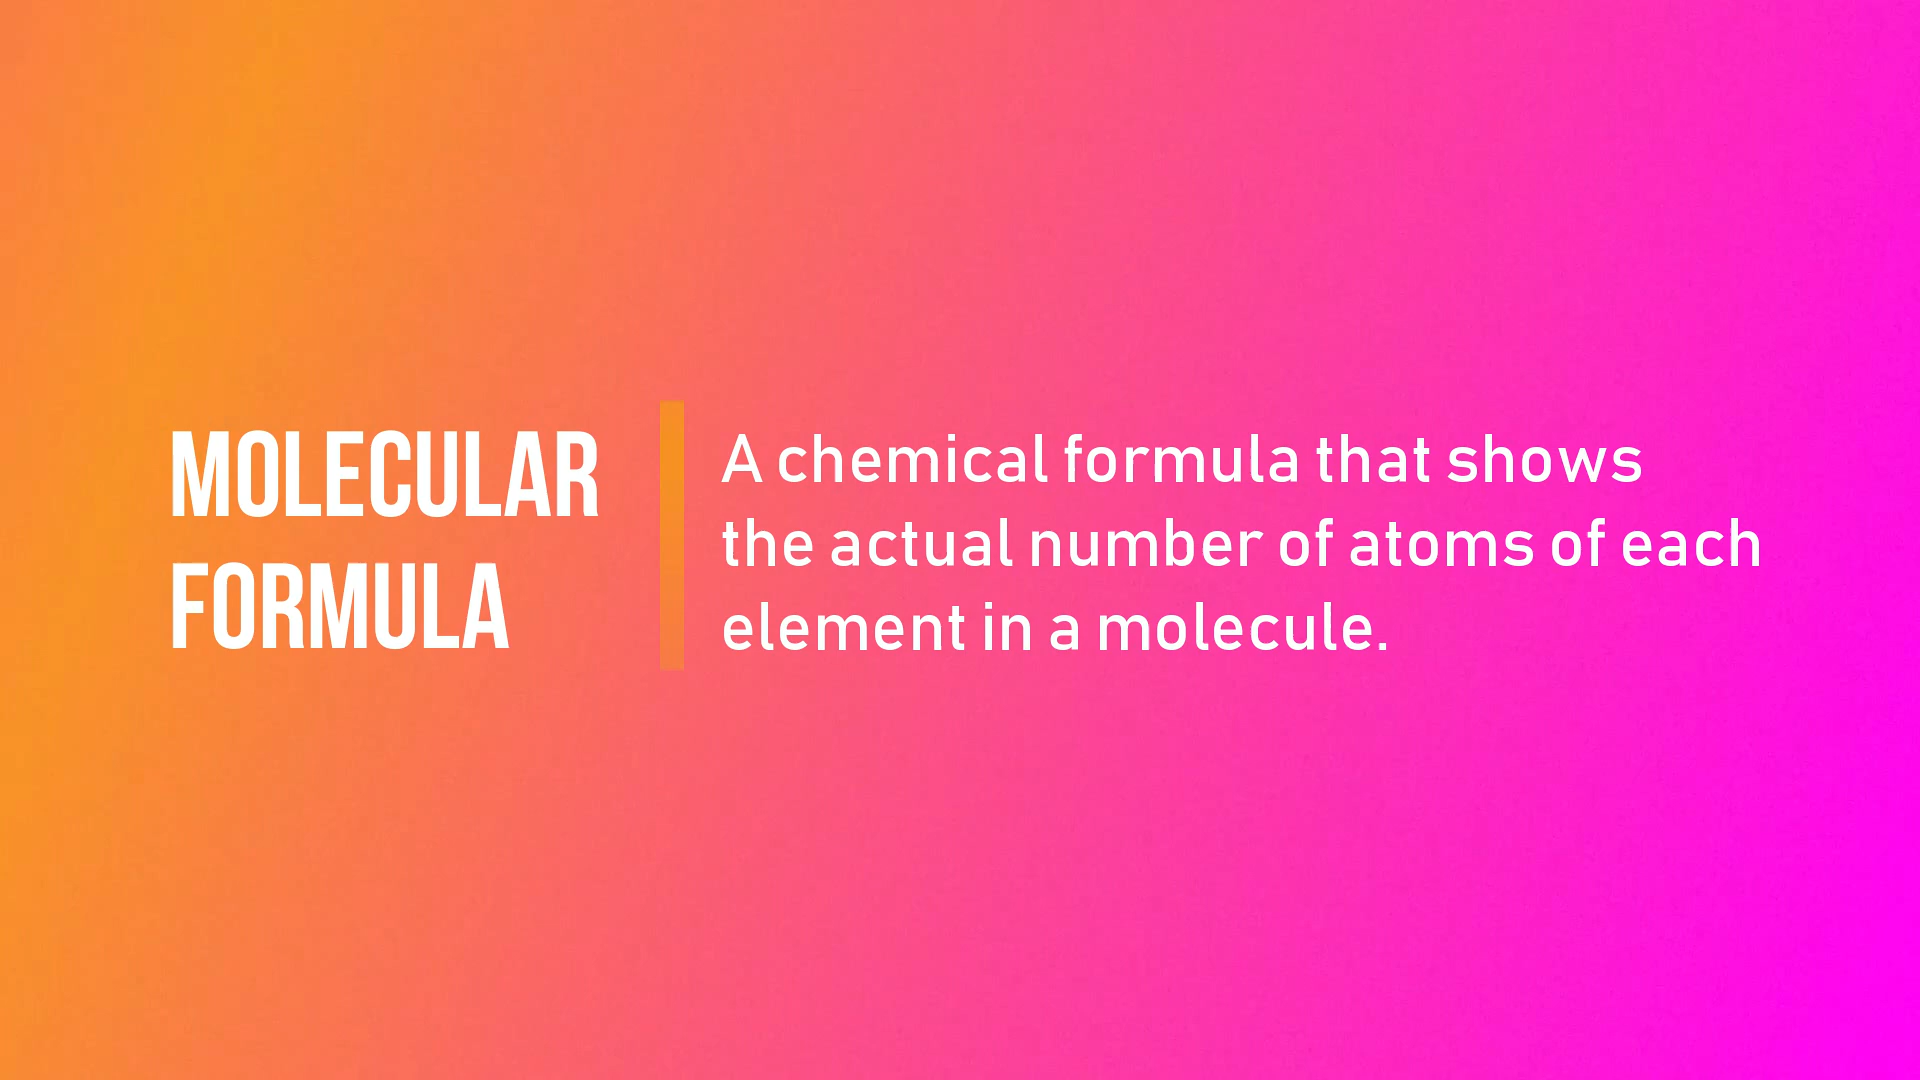 MOLECULAR
FORMULA
A chemical formula that shows
the actual number of atoms of each
element in a molecule.